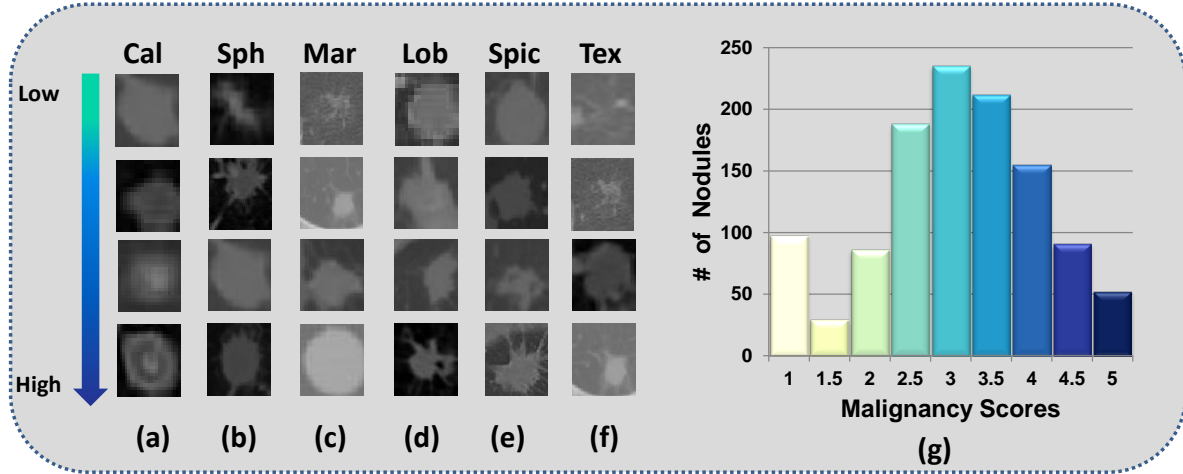 Cal Sph Mar Lob Spic Tex
Low
High
(a) (b) (c) (d) (e) (f)
# of Nodules
250
200
150
100
50
0
1 1.5 2 2.5 3 3.5 4 4.5 5
Malignancy Scores
(g)